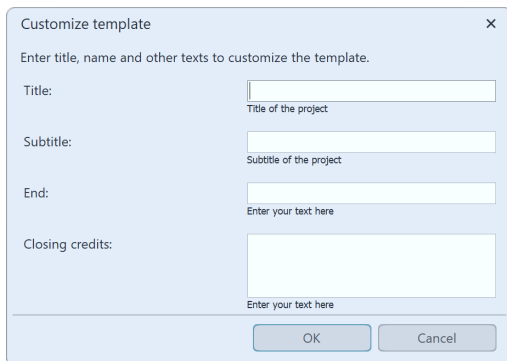 Customize template
Enter title, name and other texts to customize the template.
Title:
Title of the project
Subtitle:
Subtitle of the project
End:
Enter your text here
Closing credits:
Enter your text here
OK
Cancel